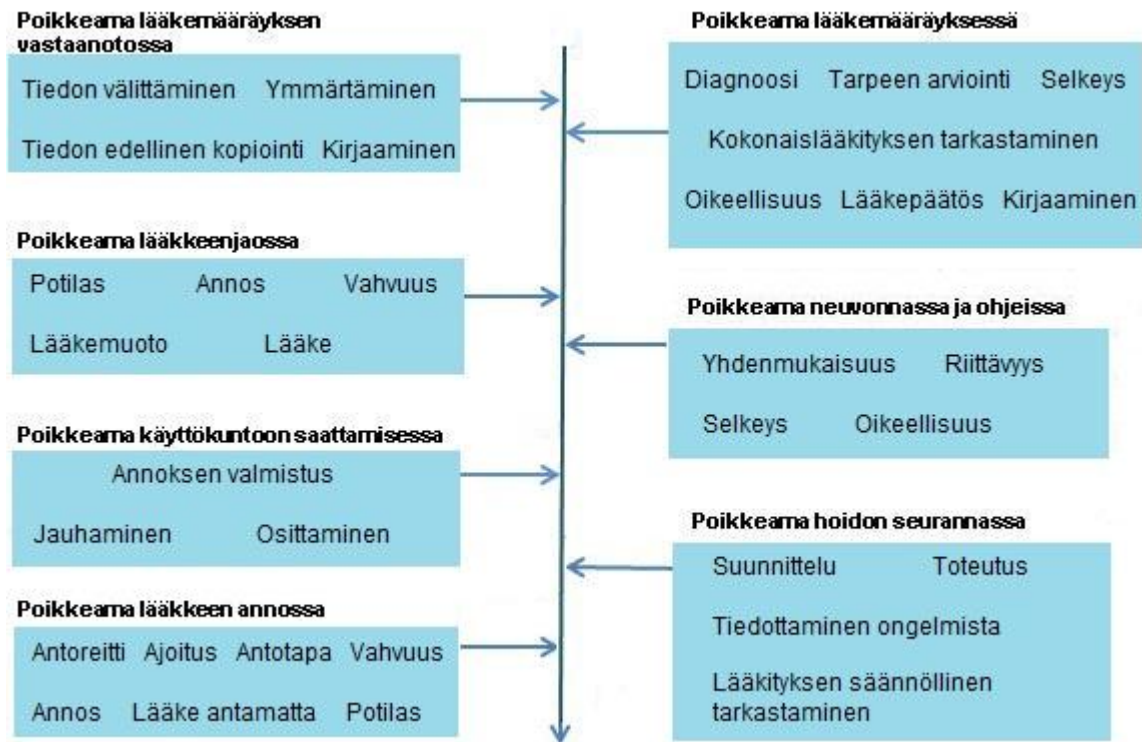 Poikkeama lääkemääräyksen
vastaanotossa
Tiedon välittäminen Ymmärtäminen
Tiedon edellinen kopiointi Kirjaaminen
Poikkeama lääkkeenjaossa
Potilas Annos Vahvuus
Lääkemuoto Lääke
Poikkeama käyttökuntoon saattamisessa
Annoksen valmistus
Jauhaminen Osittaminen
Poikkeama lääkkeen annossa
Antoreitti Ajoitus Antotapa Vahvuus
Annos Lääke antamatta Potilas
Poikkeama lääkemääräyksessä
Diagnoosi Tarpeen arviointi Selkeys
Kokonaislääkityksen tarkastaminen
Oikeellisuus Lääkepäätös Kirjaaminen
Poikkeama neuvonnassa ja ohjeissa
Yhdenmukaisuus Riittävyys
Selkeys Oikeellisuus
Poikkeama hoidon seurannassa
Suunnittelu Toteutus
Tiedottaminen ongelmista
Lääkityksen säännöllinen
tarkastaminen